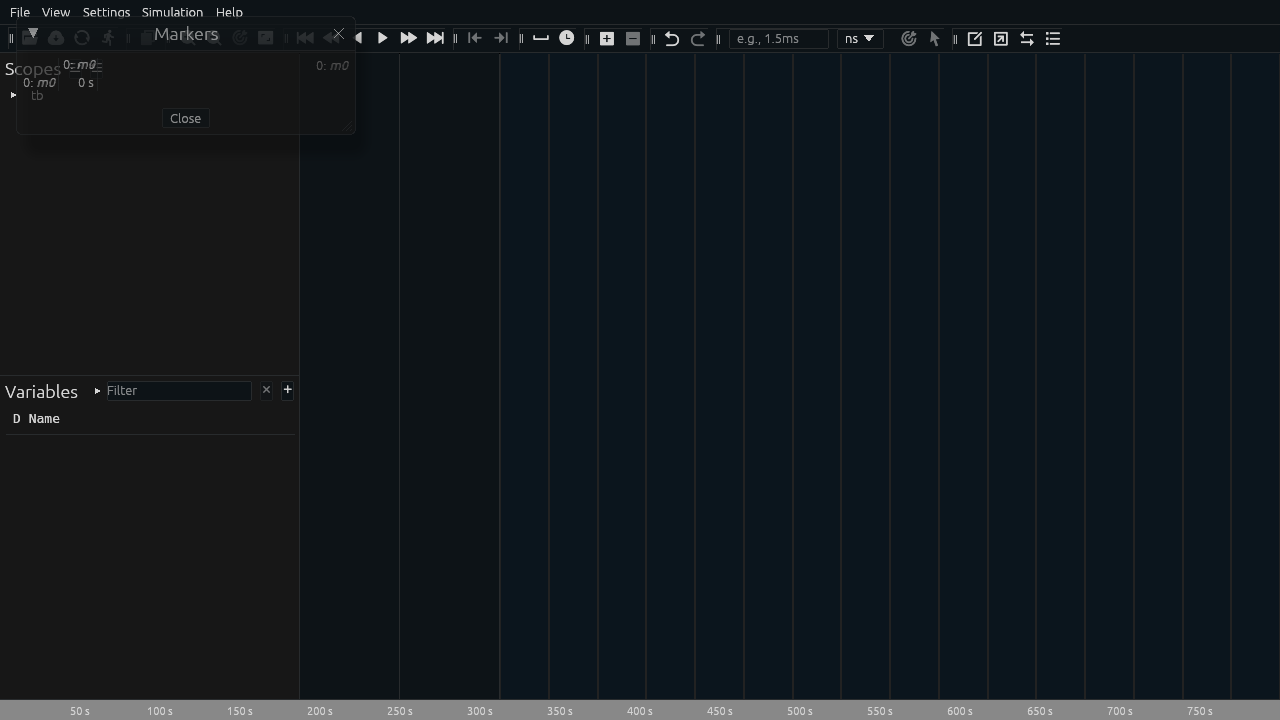 File View Settings Simulation Help
Markers
e.g., 1.5ms ns
Scopes 0: m0 0: m0
0: m0 0 s
tb
Close
Variables Filter
D Name
50 s 100 s 150 s 200 s 250 s 300 s 350 s 400 s 450 s 500 s 550 s 600 s 650 s 700 s 750 s